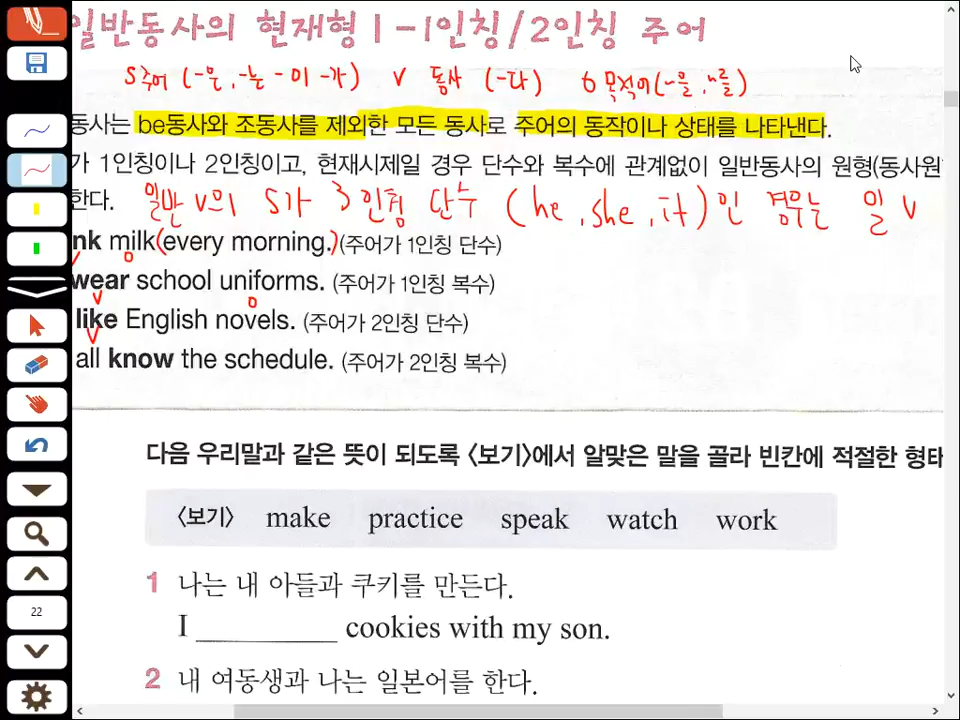 일반동사의 현재형 1-1인칭/2인칭 주어
S 주어 (-은, -는 -이 -가) V 동사 (-다) O 목적어(-을, -를)
동사는 be동사와 조동사를 제외한 모든 동사로 주어의 동작이나 상태를 나타낸다.
가 1인칭이나 2인칭이고, 현재시제일 경우 단수와 복수에 관계없이 일반동사의 원형(동사원
한다. 일반 V의 S가 3인칭 단수 (he, she, it)인 경우는 일 V
nk milk(every morning.)(주어가 1인칭 단수)
v o
wear school uniforms. (주어가 1인칭 복수)
v o
like English novels. (주어가 2인칭 단수)
v
all know the schedule. (주어가 2인칭 복수)
다음 우리말과 같은 뜻이 되도록 〈보기〉에서 알맞은 말을 골라 빈칸에 적절한 형태
〈보기〉 make practice speak watch work
1 나는 내 아들과 쿠키를 만든다.
I __________ cookies with my son.
2 내 여동생과 나는 일본어를 한다.
22